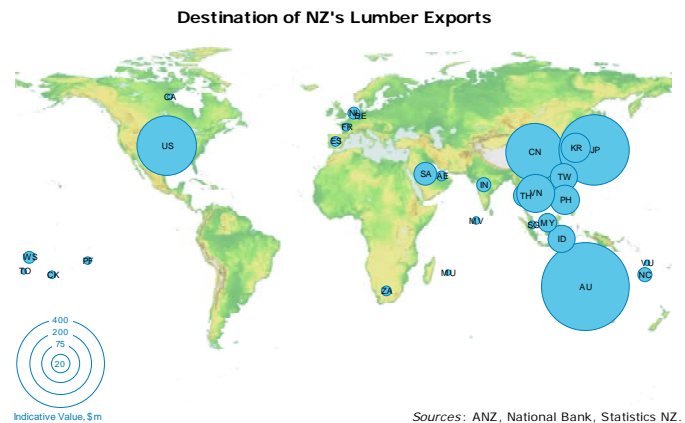 Destination of NZ's Lumber Exports
CA
NL
BE
FR
ES
US
CN
KR
JP
SA
AE
IN
TW
TH
VN
PH
MV
SG
MY
ID
WS
TO
CK
PF
MU
ZA
VU
NC
AU
400
200
75
20
Indicative Value, $m
Sources: ANZ, National Bank, Statistics NZ.